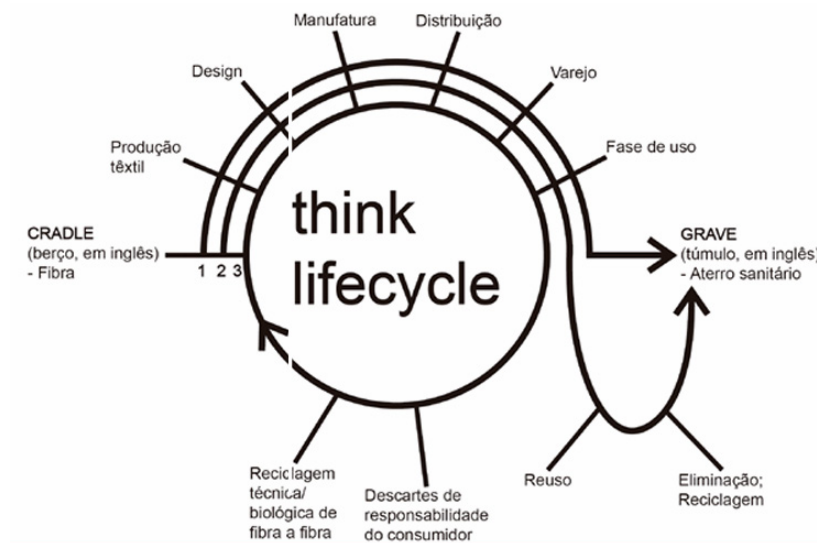 Manufatura
Distribuição
Design
Varejo
Produção
têxtil
Fase de uso
think
lifecycle
CRADLE
(berço, em inglês)
- Fibra
1 2 3
GRAVE
(túmulo, em inglês)
- Aterro sanitário
Reciclagem
técnica/
biológica de
fibra a fibra
Descartes de
responsabilidade
do consumidor
Reuso
Eliminação;
Reciclagem